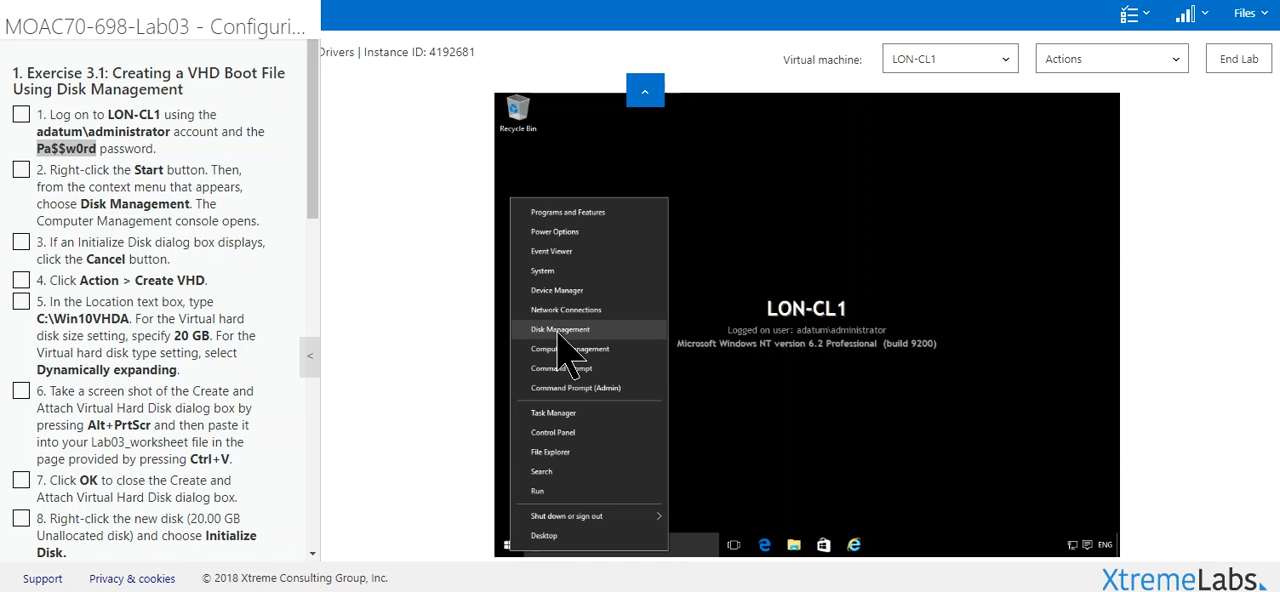 MOAC70-698-Lab03 - Configuri...
Files
Drivers | Instance ID: 4192681
Virtual machine:
LON-CL1
Actions
End Lab
1. Exercise 3.1: Creating a VHD Boot File
Using Disk Management
1. Log on to LON-CL1 using the
adatum\administrator account and the
Pa$$w0rd password.
2. Right-click the Start button. Then,
from the context menu that appears,
choose Disk Management. The
Computer Management console opens.
3. If an Initialize Disk dialog box displays,
click the Cancel button.
4. Click Action > Create VHD.
5. In the Location text box, type
C:\Win10VHDA. For the Virtual hard
disk size setting, specify 20 GB. For the
Virtual hard disk type setting, select
Dynamically expanding.
6. Take a screen shot of the Create and
Attach Virtual Hard Disk dialog box by
pressing Alt+PrtScr and then paste it
into your Lab03_worksheet file in the
page provided by pressing Ctrl+V.
7. Click OK to close the Create and
Attach Virtual Hard Disk dialog box.
8. Right-click the new disk (20.00 GB
Unallocated disk) and choose Initialize
Disk.
<
Recycle Bin
Programs and Features
Power Options
Event Viewer
System
Device Manager
Network Connections
Disk Management
Computer Management
Command Prompt
Command Prompt (Admin)
Task Manager
Control Panel
File Explorer
Search
Run
Shut down or sign out
Desktop
LON-CL1
Logged on user: adatum\administrator
Microsoft Windows NT version 6.2 Professional (build 9200)
ENG
Support
Privacy & cookies
© 2018 Xtreme Consulting Group, Inc.
XtremeLabs